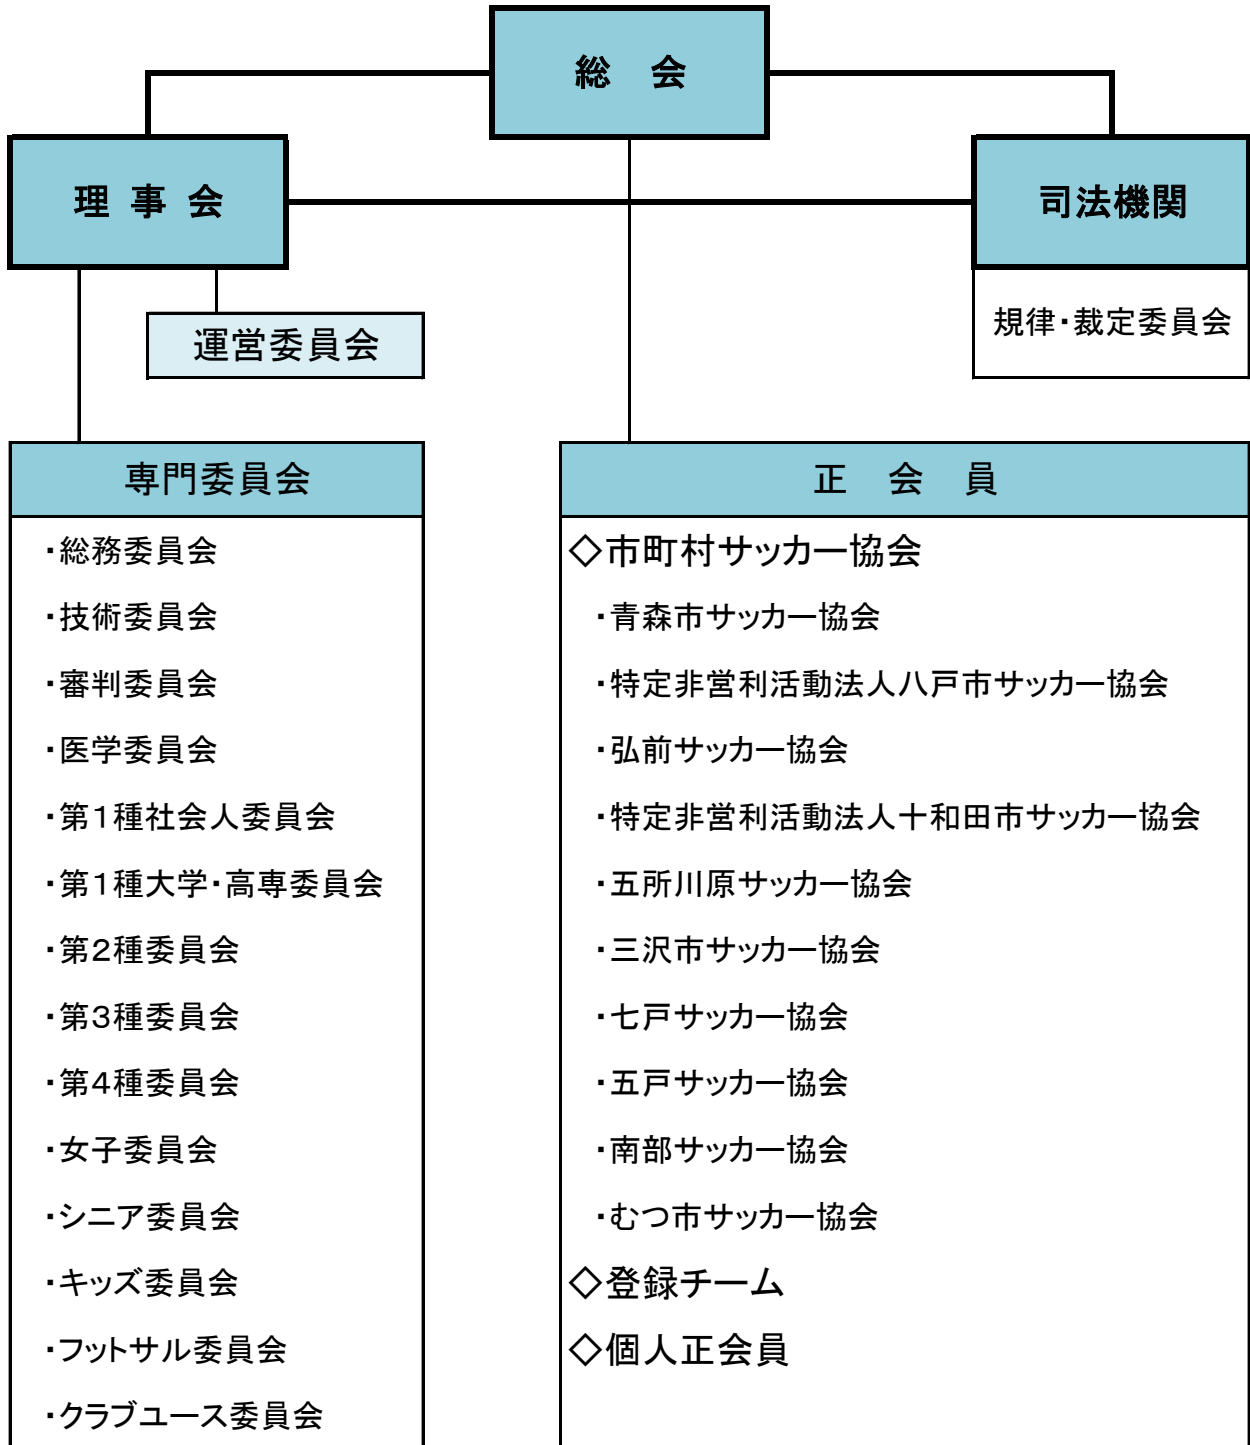 総　会
理 事 会
司法機関
規律・裁定委員会
運営委員会
専門委員会
・総務委員会
・技術委員会
・審判委員会
・医学委員会
・第１種社会人委員会
・第１種大学・高専委員会
・第２種委員会
・第３種委員会
・第４種委員会
・女子委員会
・シニア委員会
・キッズ委員会
・フットサル委員会
・クラブユース委員会
正　会　員
◇市町村サッカー協会
・青森市サッカー協会
・特定非営利活動法人八戸市サッカー協会
・弘前サッカー協会
・特定非営利活動法人十和田市サッカー協会
・五所川原サッカー協会
・三沢市サッカー協会
・七戸サッカー協会
・五戸サッカー協会
・南部サッカー協会
・むつ市サッカー協会
◇登録チーム
◇個人正会員